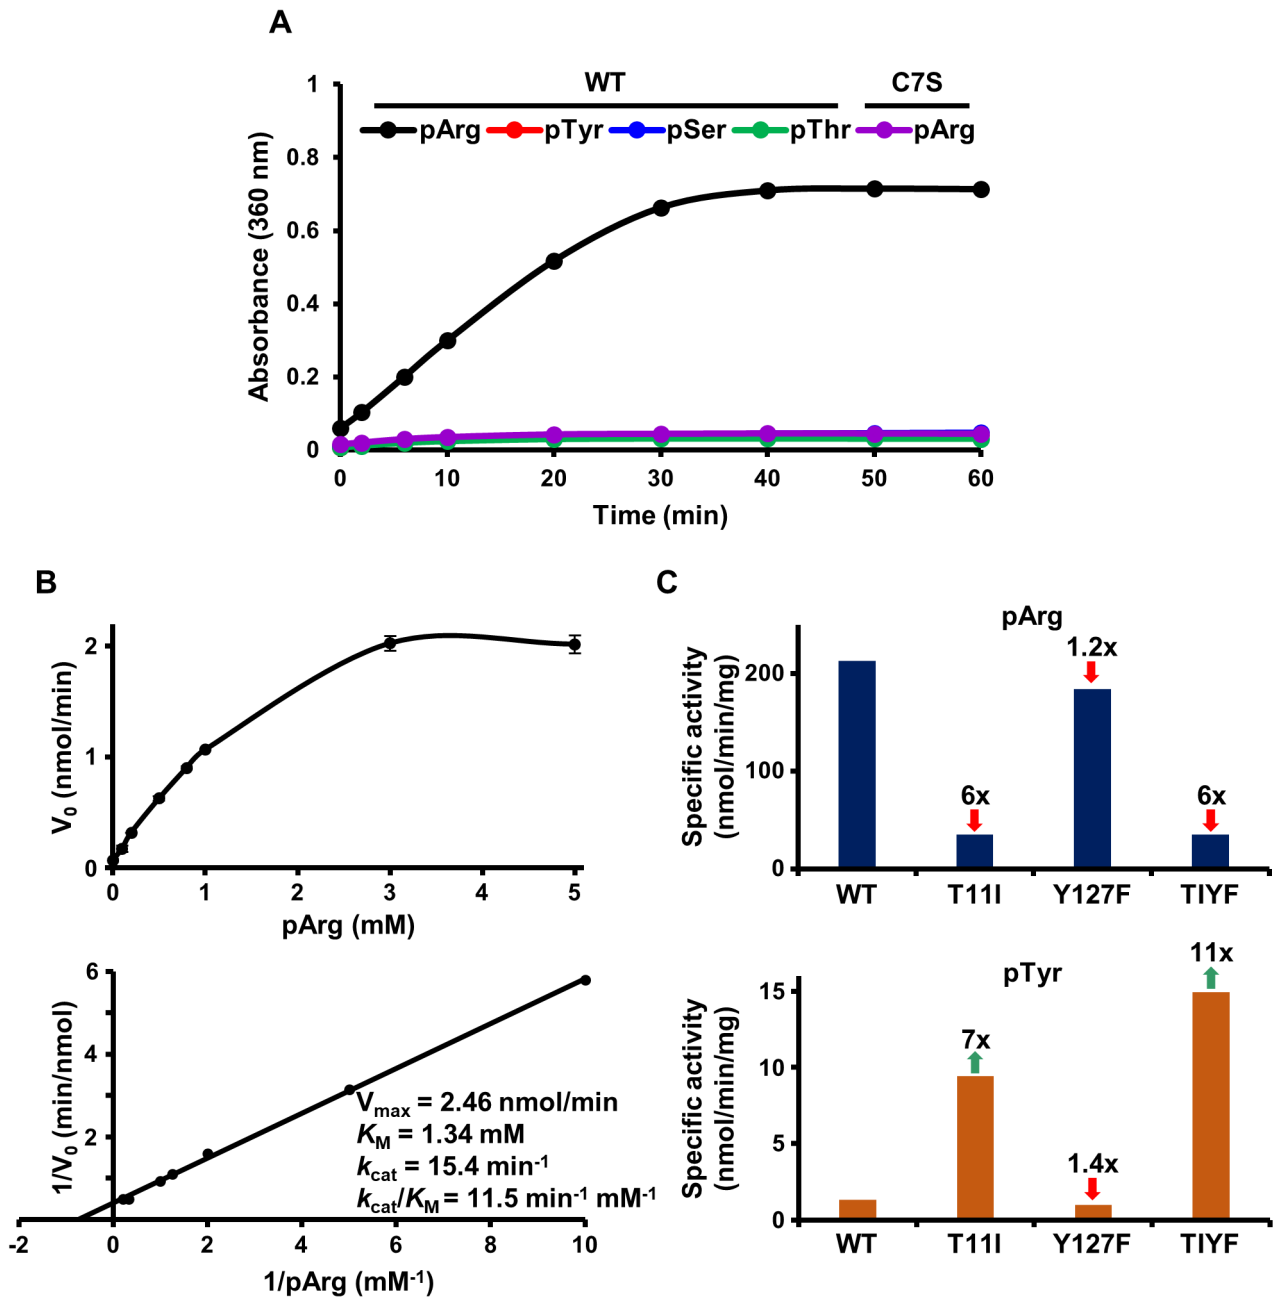 A
WT C7S
pArg pTyr pSer pThr pArg
Absorbance (360 nm)
1
0.8
0.6
0.4
0.2
0
0 10 20 30 40 50 60
Time (min)
B
V0 (nmol/min)
2
1
0
0 1 2 3 4 5
pArg (mM)
1/V0 (min/nmol)
6
4
2
Vmax = 2.46 nmol/min
KM = 1.34 mM
kcat = 15.4 min-1
kcat/KM = 11.5 min-1 mM-1
-2 0 2 4 6 8 10
1/pArg (mM-1)
C
pArg
Specific activity
(nmol/min/mg)
200
100
0
6x
1.2x
6x
WT T11I Y127F TIYF
pTyr
Specific activity
(nmol/min/mg)
15
10
5
0
7x
1.4x
11x
WT T11I Y127F TIYF